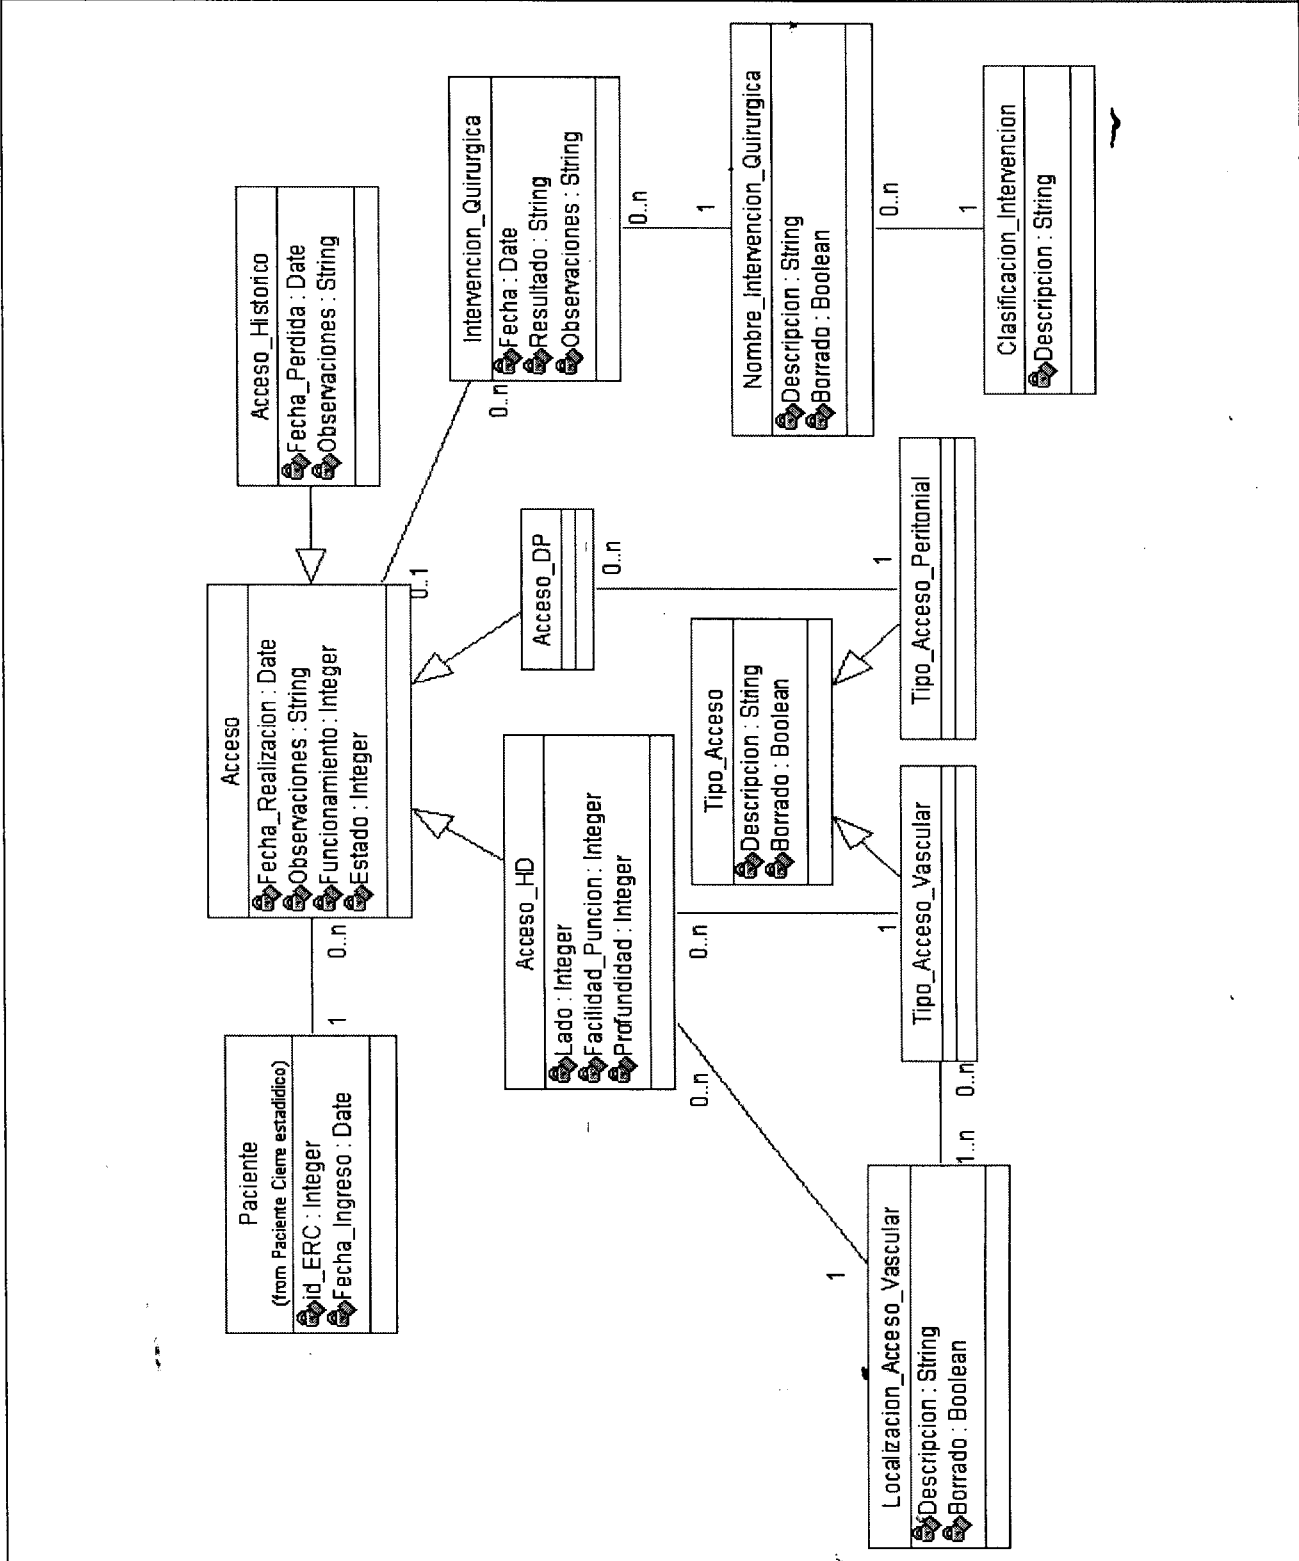 Paciente
(from Paciente Cierre estadidico)
id_ERC : Integer
Fecha_Ingreso : Date
1
0..n
Acceso
Fecha_Realizacion : Date
Observaciones : String
Funcionamiento : Integer
Estado : Integer
0..1
Acceso_Historico
Fecha_Perdida : Date
Observaciones : String
Intervencion_Quirurgica
Fecha : Date
Resultado : String
Observaciones : String
0..n
0..n
1
Acceso_HD
Lado : Integer
Facilidad_Puncion : Integer
Profundidad : Integer
0..n
0..n
Acceso_DP
0..n
1
Nombre_Intervencion_Quirurgica
Descripcion : String
Borrado : Boolean
0..n
1
Tipo_Acceso
Descripcion : String
Borrado : Boolean
Localizacion_Acceso_Vascular
Descripcion : String
Borrado : Boolean
1
1..n
0..n
Tipo_Acceso_Vascular
1
Tipo_Acceso_Peritonial
Clasificacion_Intervencion
Descripcion : String